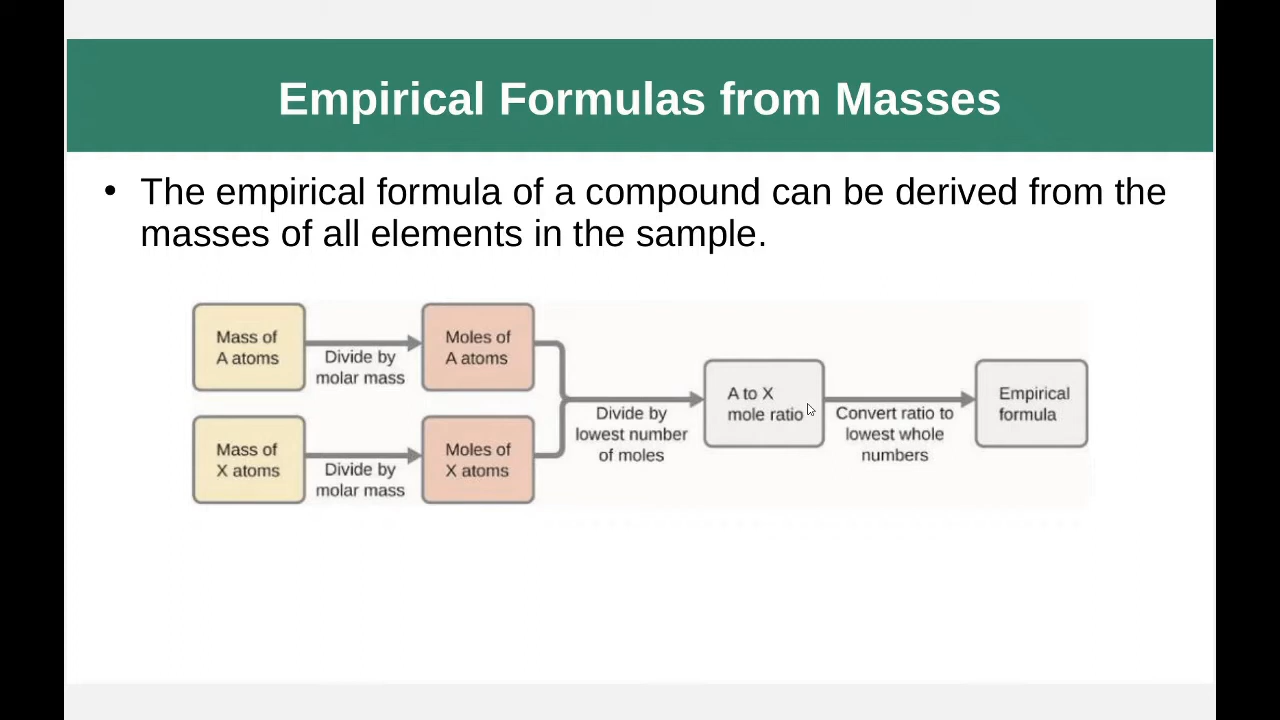 Empirical Formulas from Masses
• The empirical formula of a compound can be derived from the
masses of all elements in the sample.
Mass of
A atoms
Divide by
molar mass
Moles of
A atoms
Mass of
X atoms
Divide by
molar mass
Moles of
X atoms
Divide by
lowest number
of moles
A to X
mole ratio
Convert ratio to
lowest whole
numbers
Empirical
formula